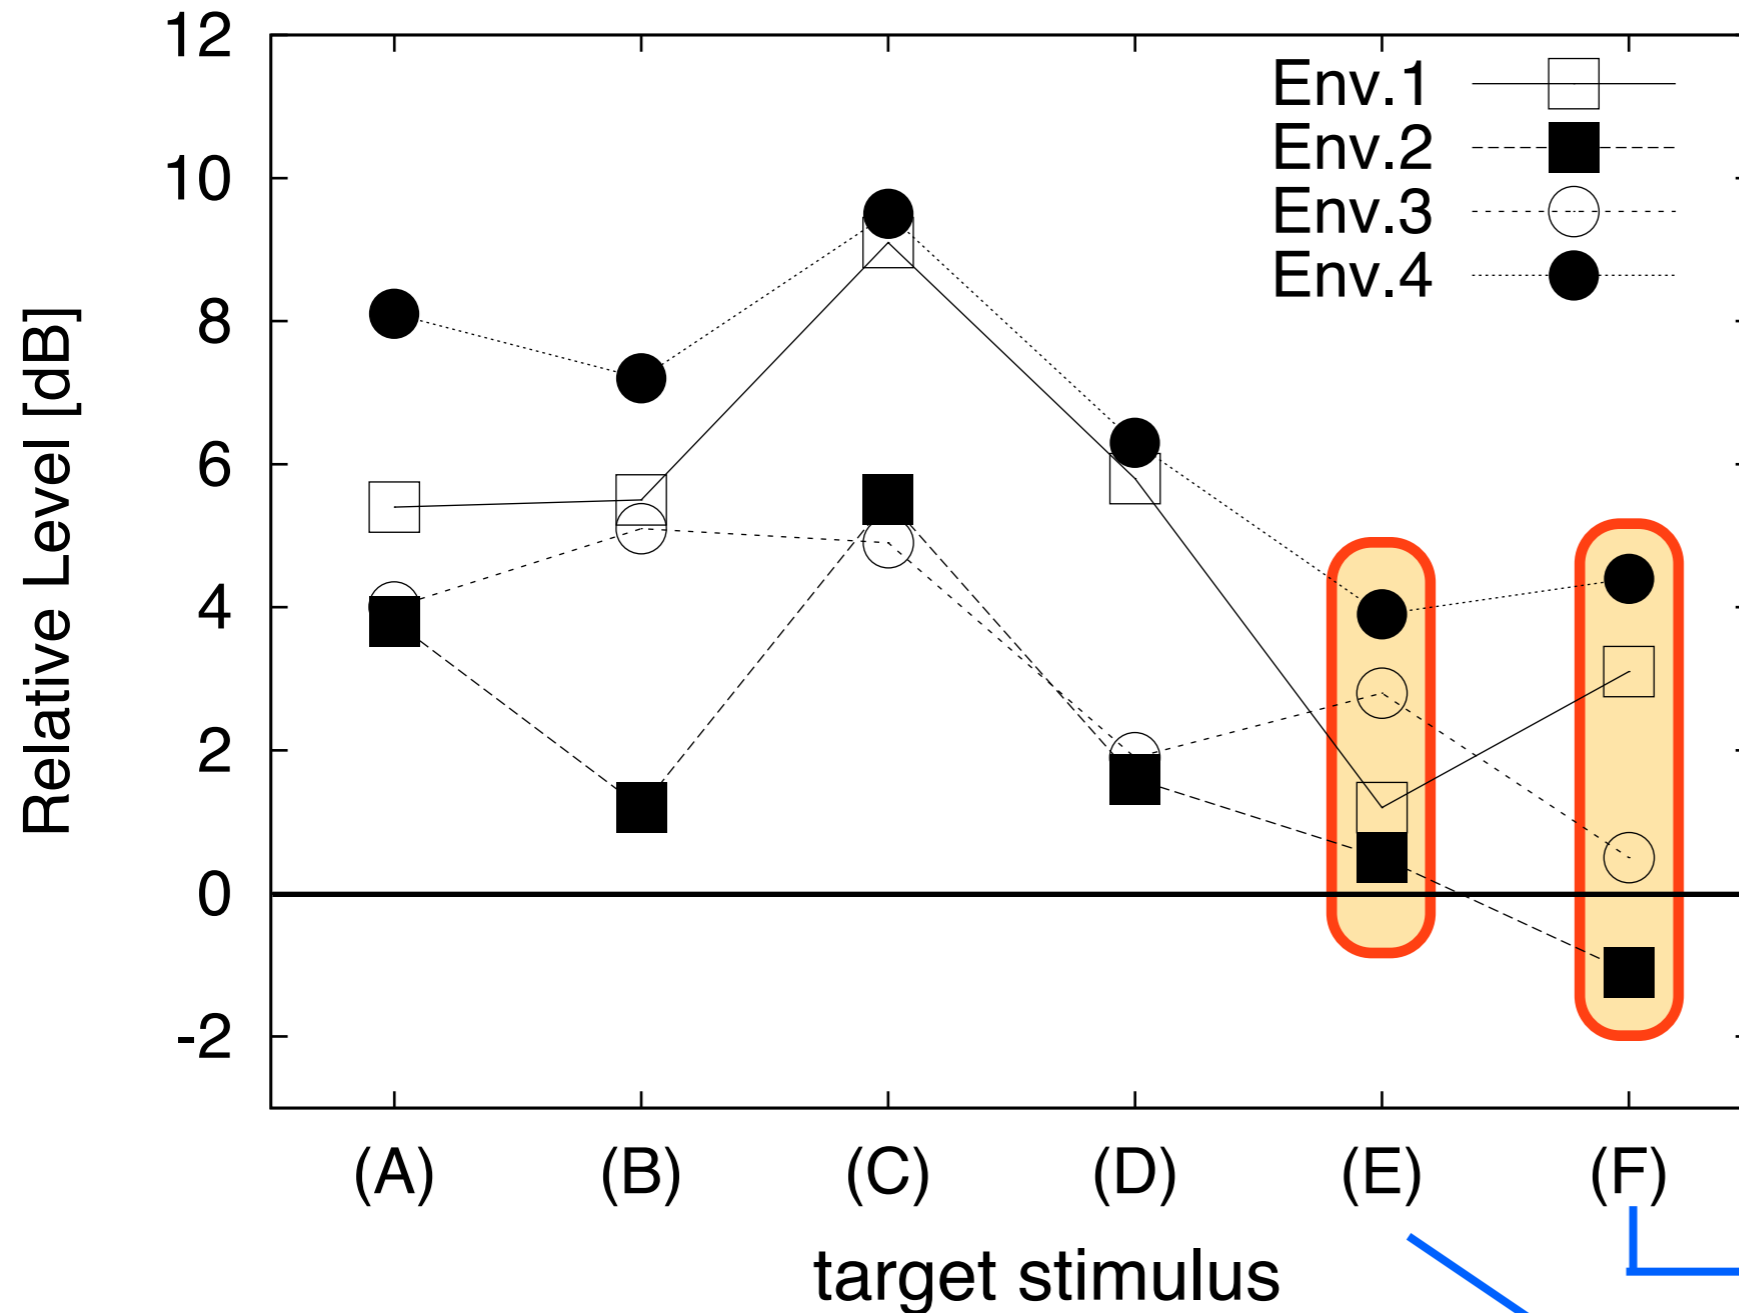 12
10
8
6
4
2
0
-2
Relative Level [dB]
Env.1
Env.2
Env.3
Env.4
(A) (B) (C) (D) (E) (F)
target stimulus